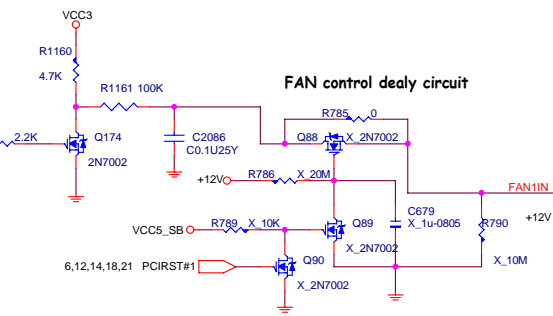 VCC3
R1160
4.7K
R1161 100K
FAN control dealy circuit
R785 0
2.2K
Q174
2N7002
C2086
C0.1U25Y
Q88 X_2N7002
+12V R786 X_20M
FAN1IN
+12V
C679
X_1u-0805
R790
X_10M
VCC5_SB R789 X_10K
Q89
X_2N7002
Q90
X_2N7002
6,12,14,18,21 PCIRST#1